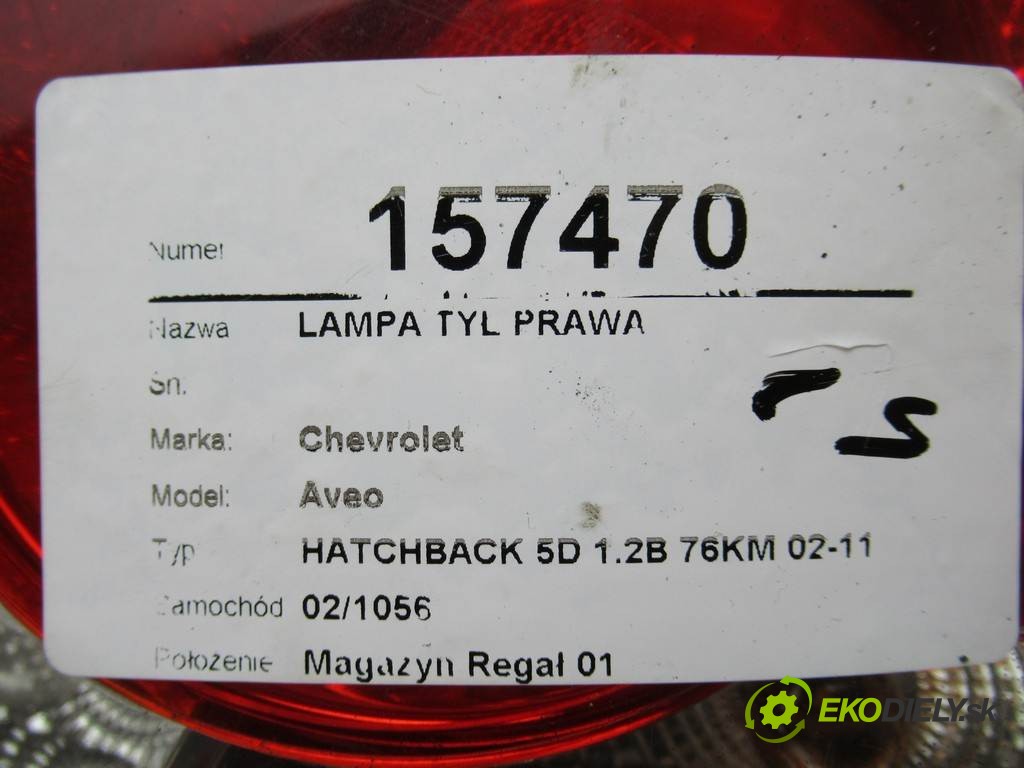 Numer 157470
Nazwa LAMPA TYL PRAWA
Sn.
Marka: Chevrolet
Model: Aveo
Typ HATCHBACK 5D 1.2B 76KM 02-11
Samochód 02/1056
Położenie Magazyn Regał 01
EKODIELY.sk